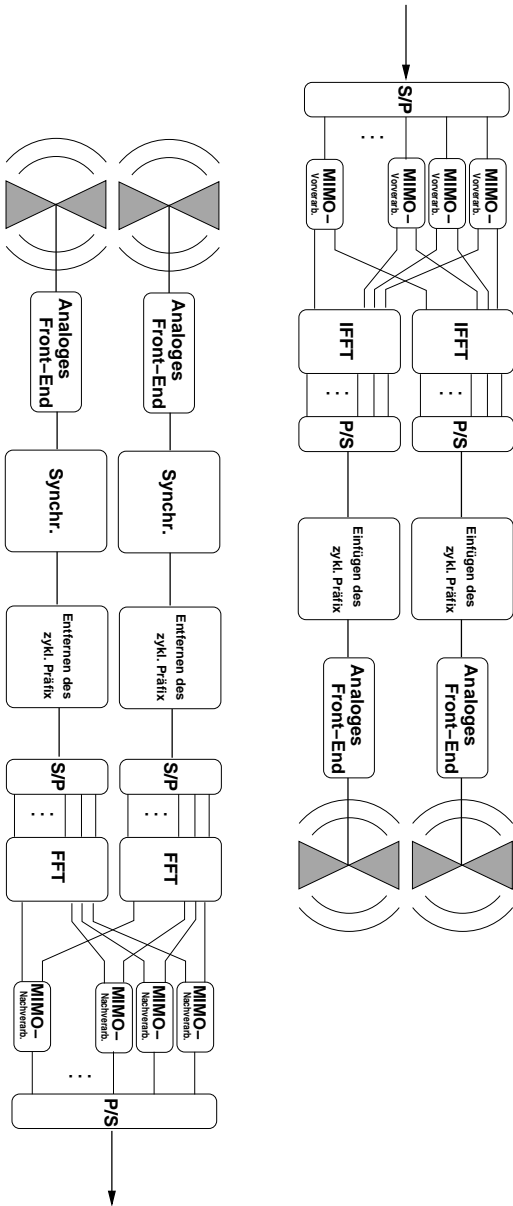 S/P
MIMO–
Vorverarb.
MIMO–
Vorverarb.
MIMO–
Vorverarb.
...
MIMO–
Vorverarb.
IFFT
...
P/S
Einfügen des
zykl. Präfix
Analoges
Front–End
IFFT
...
P/S
Einfügen des
zykl. Präfix
Analoges
Front–End
Analoges
Front–End
Synchr.
Entfernen des
zykl. Präfix
S/P
...
FFT
Analoges
Front–End
Synchr.
Entfernen des
zykl. Präfix
S/P
...
FFT
MIMO–
Nachverarb.
MIMO–
Nachverarb.
MIMO–
Nachverarb.
...
MIMO–
Nachverarb.
P/S